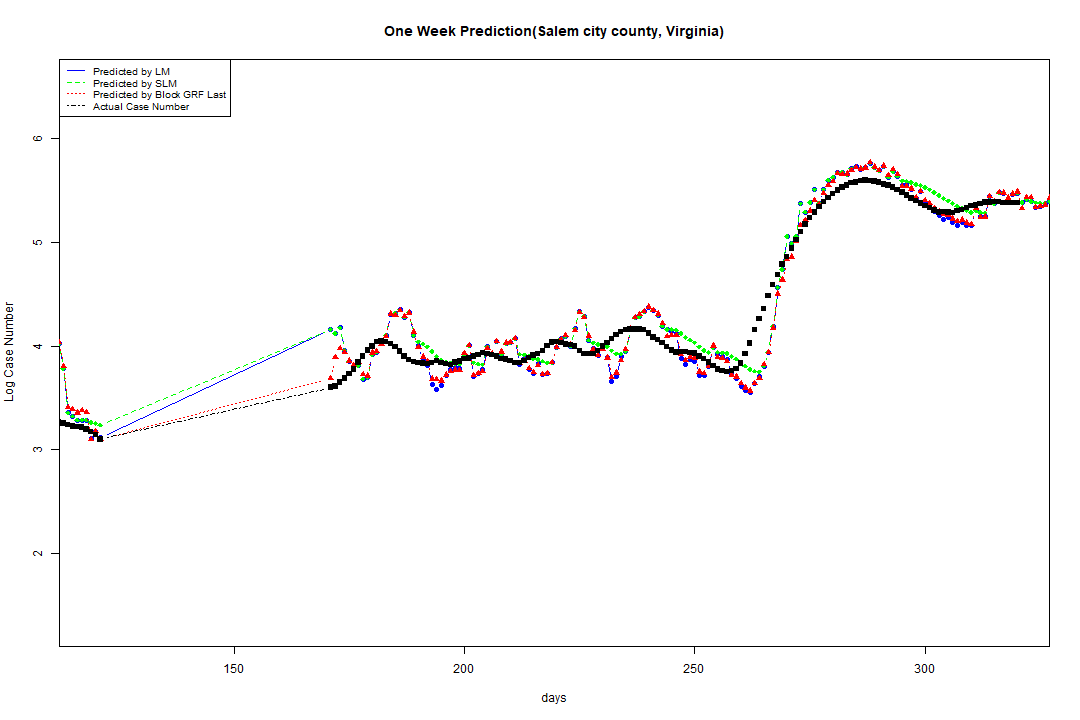 One Week Prediction(Salem city county, Virginia)
Predicted by LM
Predicted by SLM
Predicted by Block GRF Last
Actual Case Number
6
5
4
3
2
Log Case Number
150 200 250 300
days